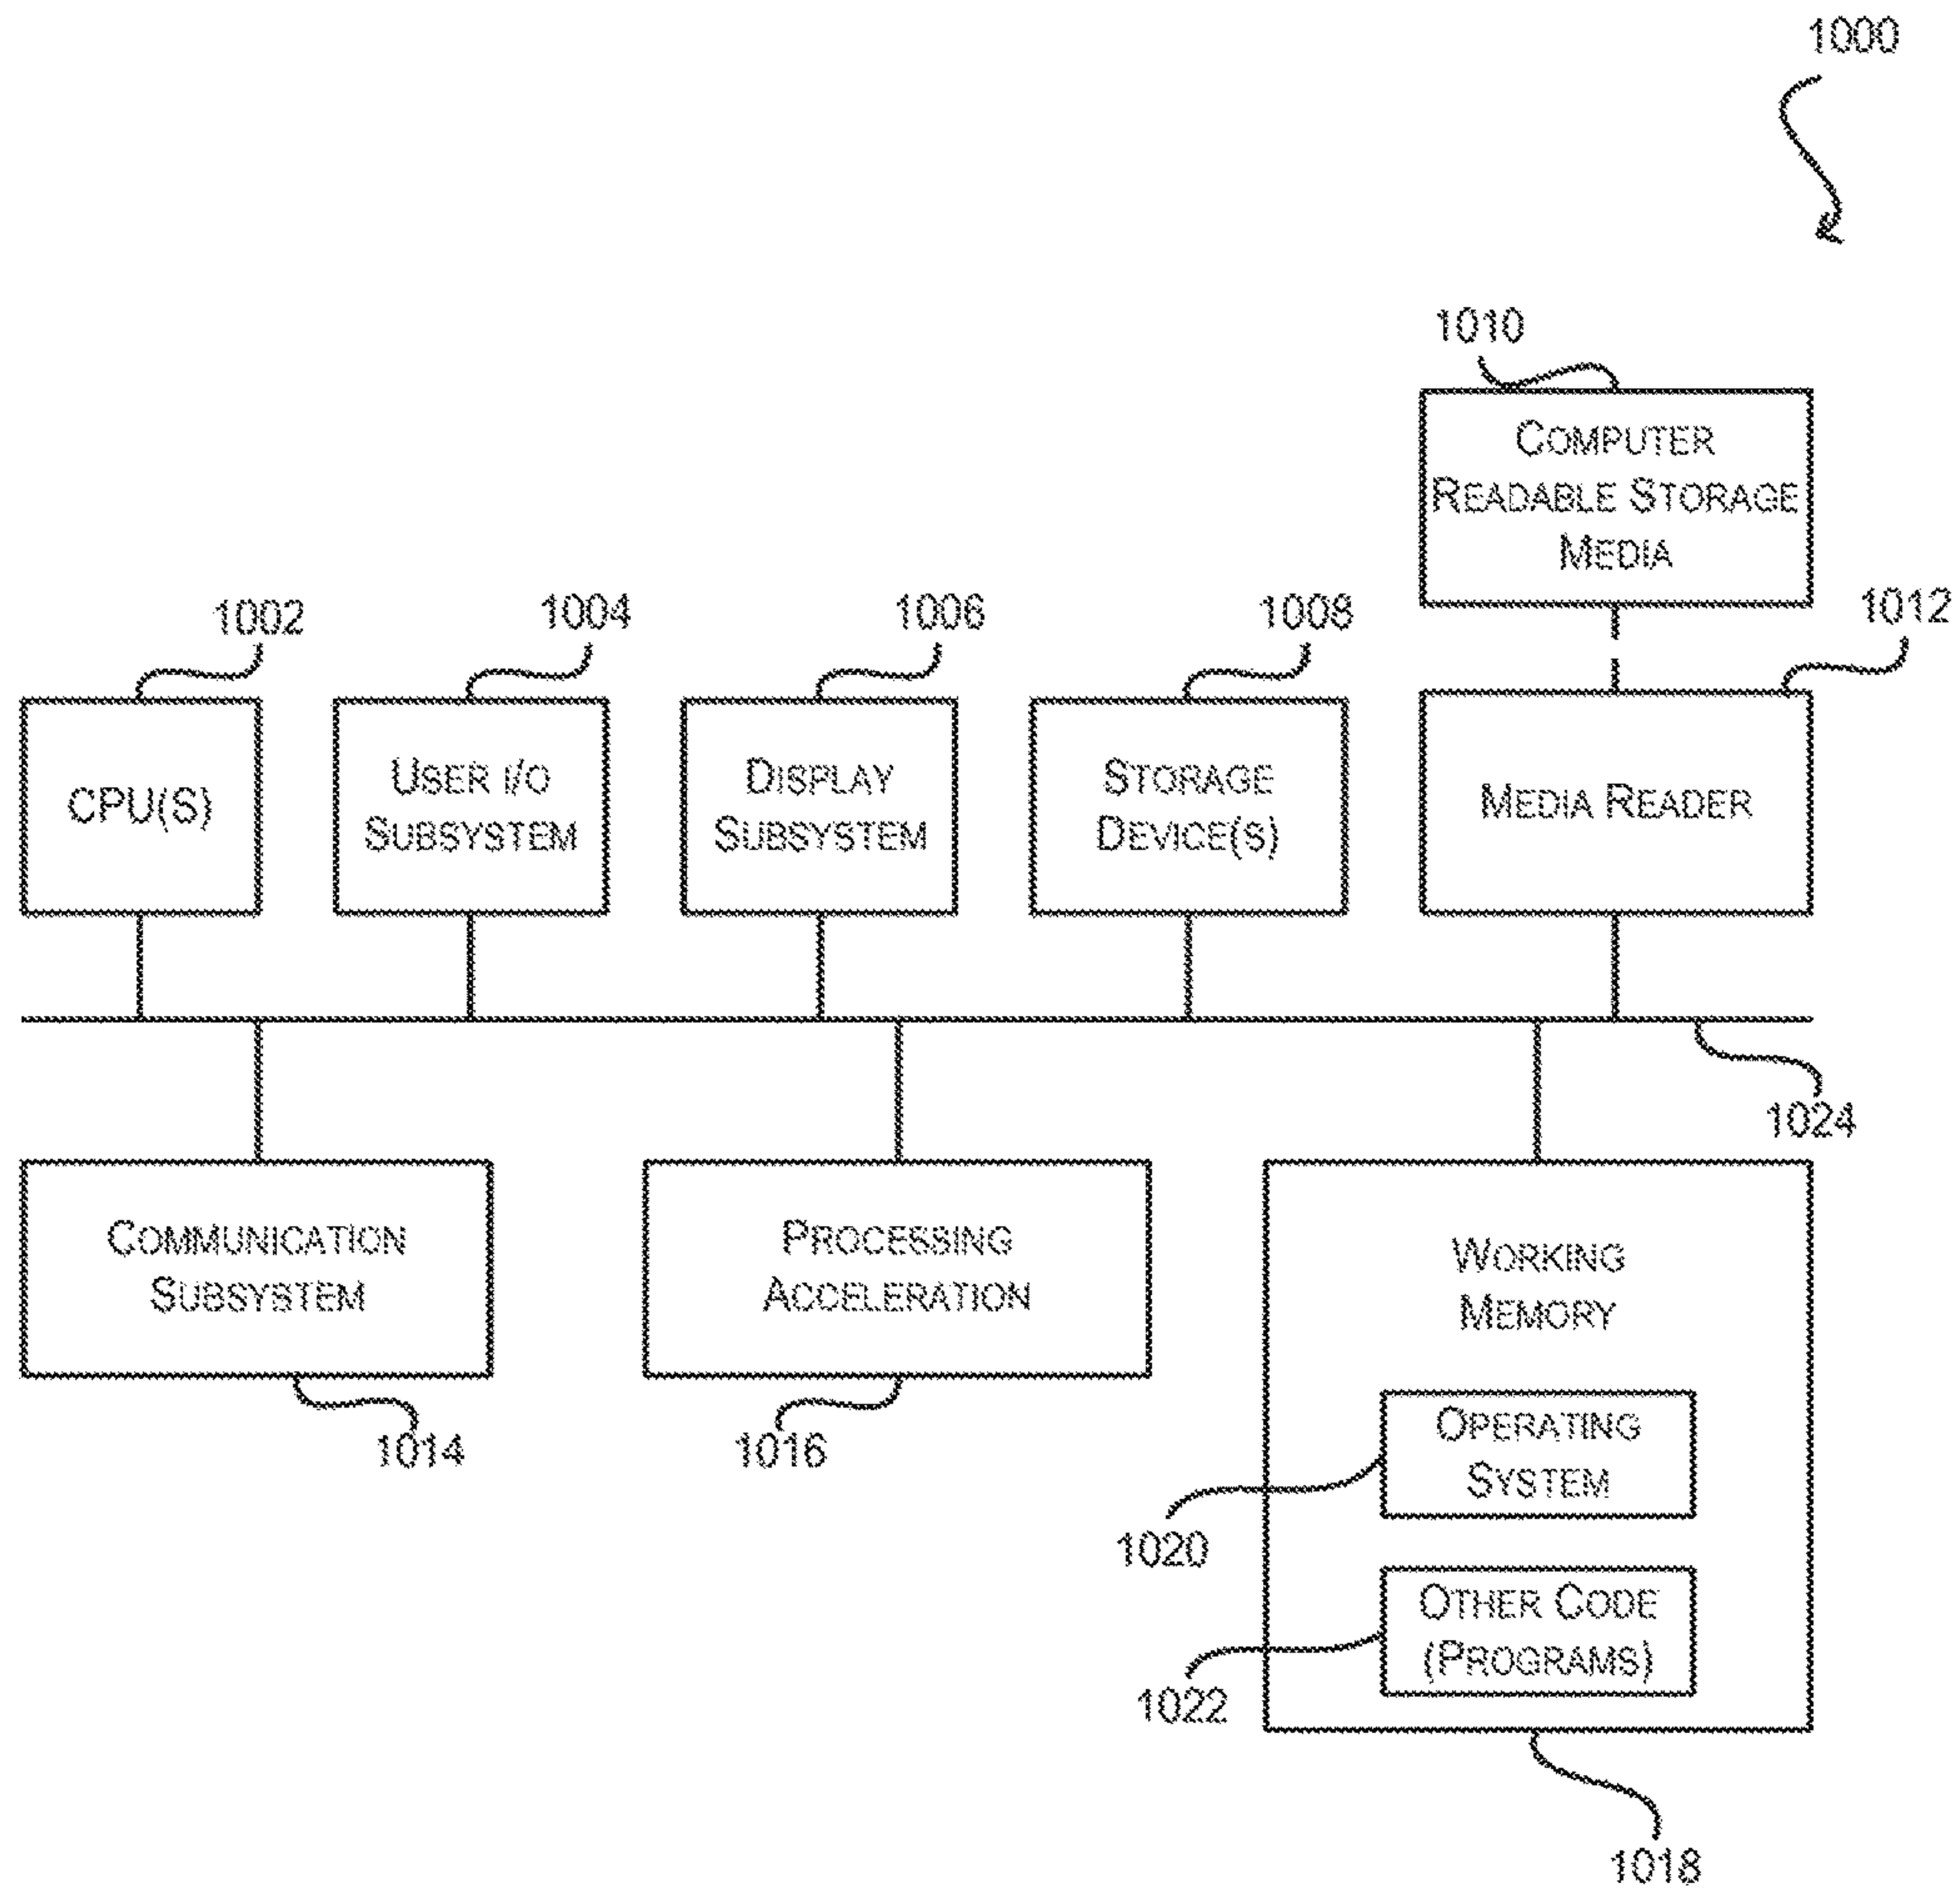 1000
1010
COMPUTER
READABLE STORAGE
MEDIA
1002
1004
1006
1008
1012
CPU(S)
USER I/O
SUBSYSTEM
DISPLAY
SUBSYSTEM
STORAGE
DEVICE(S)
MEDIA READER
1024
COMMUNICATION
SUBSYSTEM
PROCESSING
ACCELERATION
WORKING
MEMORY
1014
1016
OPERATING
SYSTEM
1020
OTHER CODE
(PROGRAMS)
1022
1018